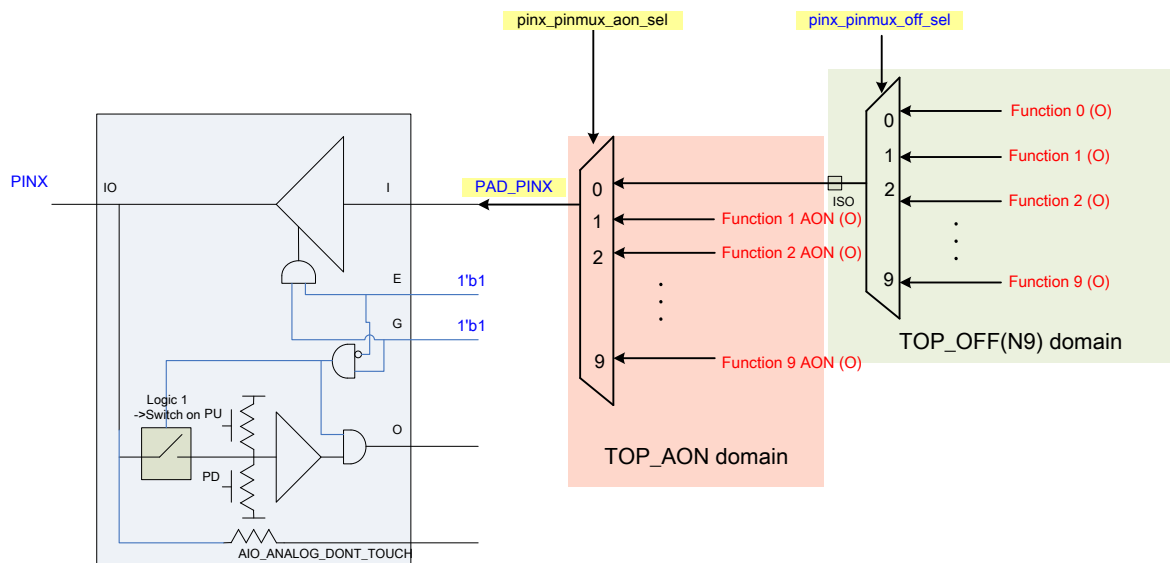 pinx_pinmux_aon_sel
pinx_pinmux_off_sel
PINX
IO
I
PAD_PINX
E
1'b1
G
1'b1
Logic 1
->Switch on
PU
PD
O
AIO_ANALOG_DONT_TOUCH
0
1
2
9
Function 1 AON (O)
Function 2 AON (O)
Function 9 AON (O)
TOP_AON domain
ISO
0
1
2
9
Function 0 (O)
Function 1 (O)
Function 2 (O)
Function 9 (O)
TOP_OFF(N9) domain